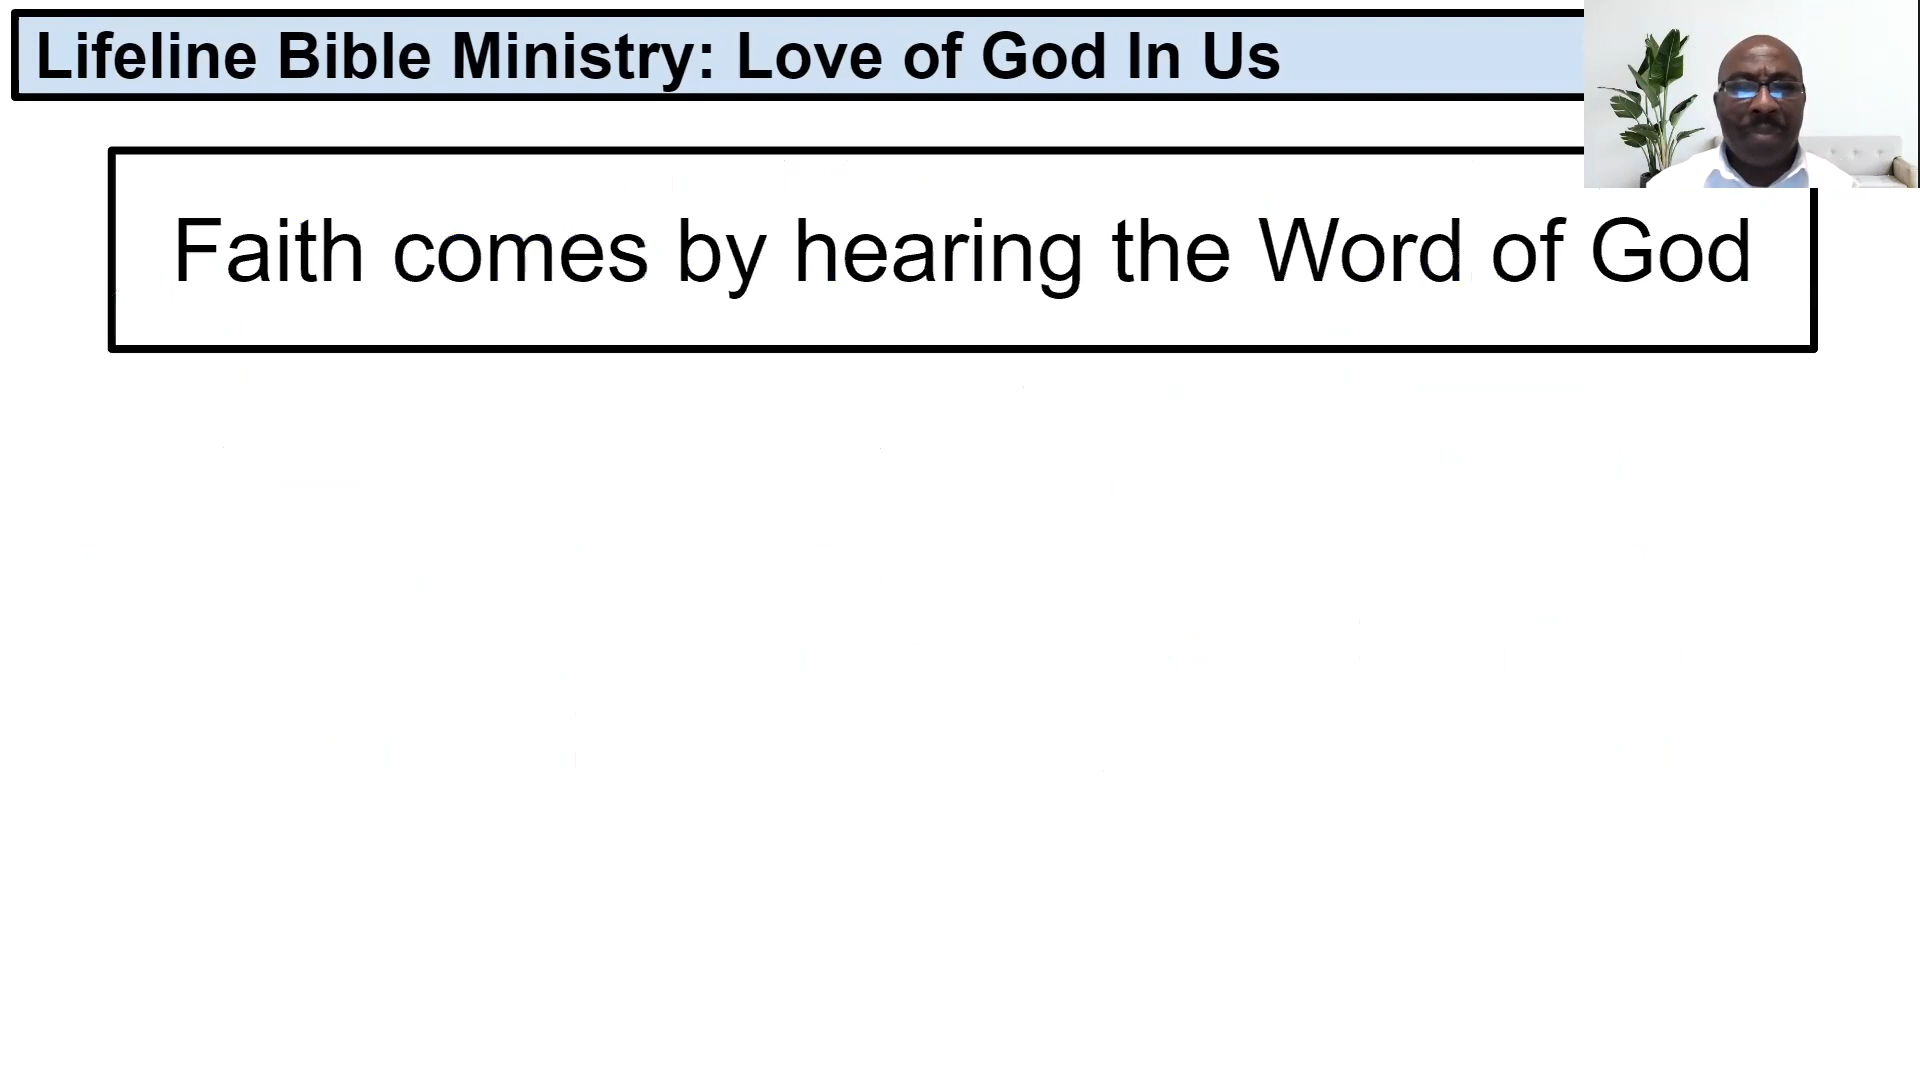 Lifeline Bible Ministry: Love of God In Us
Faith comes by hearing the Word of God